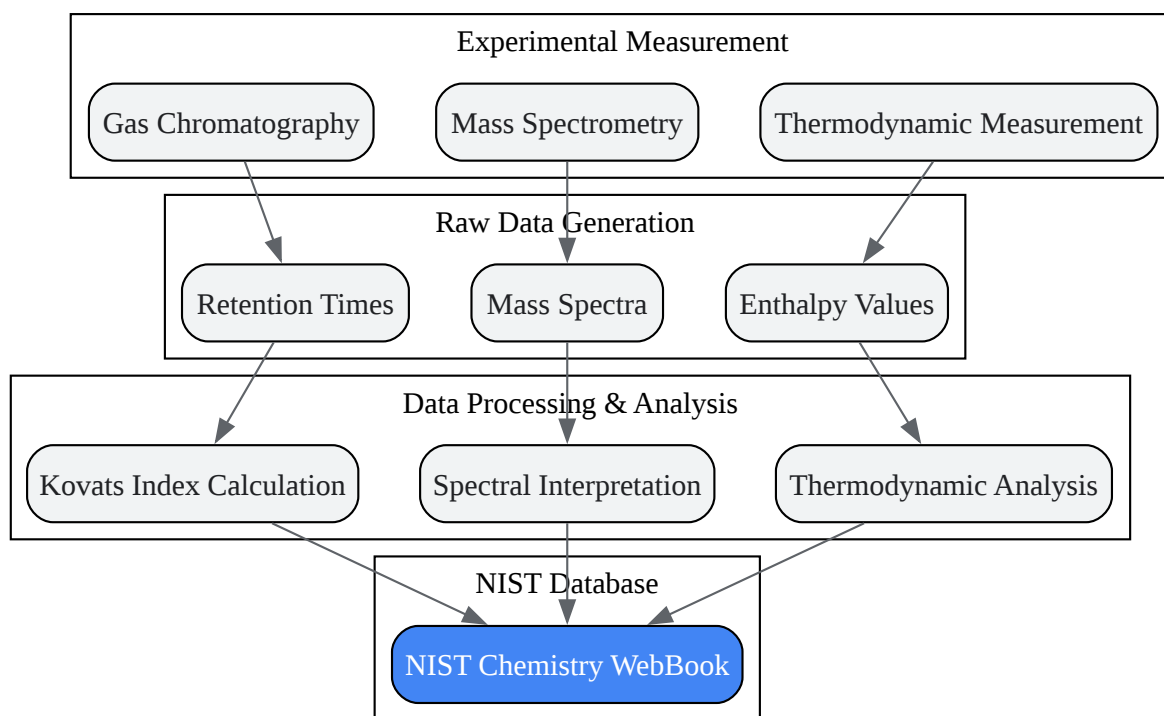 Experimental Measurement
Gas Chromatography
Mass Spectrometry
Thermodynamic Measurement
Raw Data Generation
Retention Times
Mass Spectra
Enthalpy Values
Data Processing & Analysis
Kovats Index Calculation
Spectral Interpretation
Thermodynamic Analysis
NIST Database
NIST Chemistry WebBook